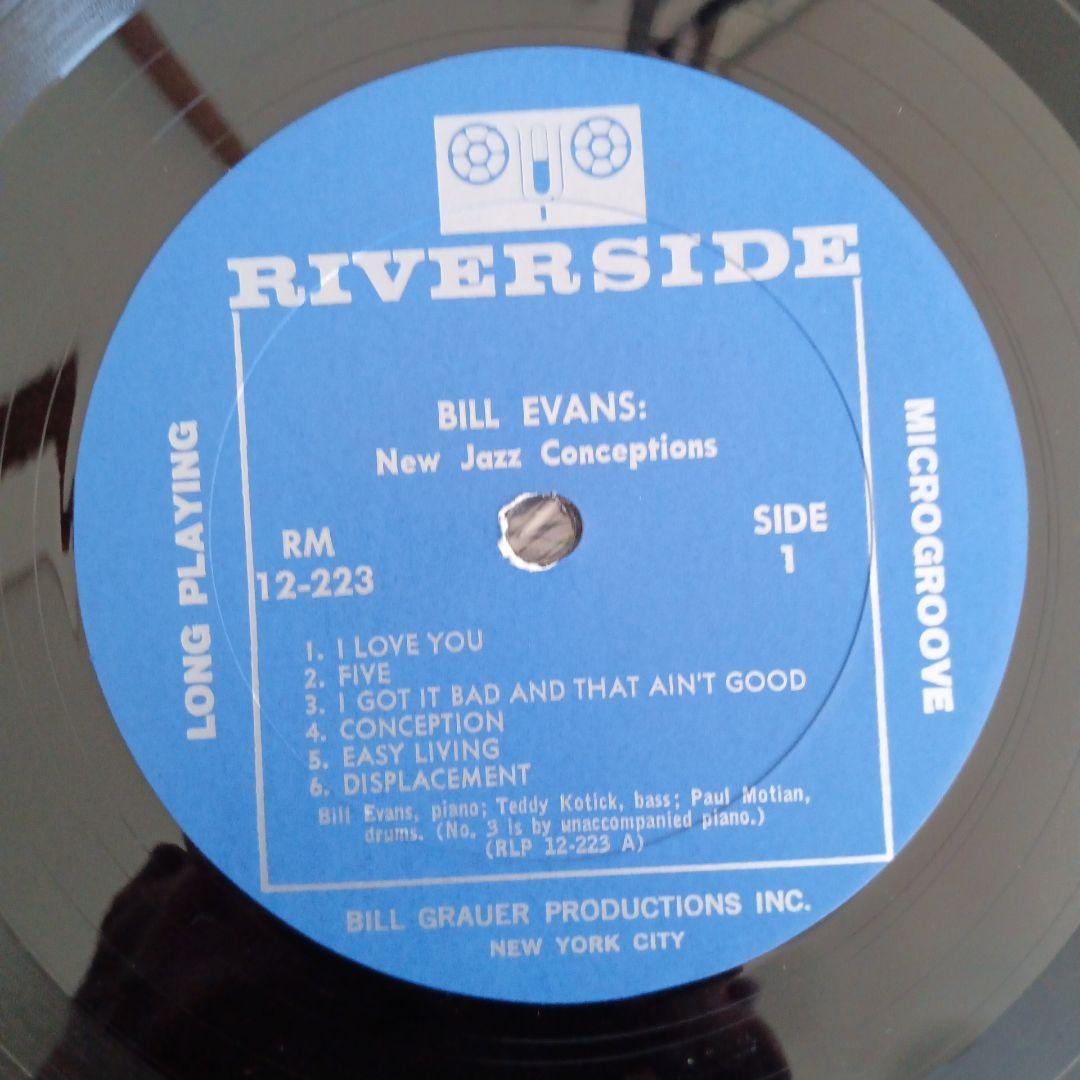 RIVERSIDE
BILL EVANS:
New Jazz Conceptions
LONG PLAYING
MICROGROOVE
RM
12-223
SIDE
1
1. I LOVE YOU
2. FIVE
3. I GOT IT BAD AND THAT AIN'T GOOD
4. CONCEPTION
5. EASY LIVING
6. DISPLACEMENT
Bill Evans, piano; Teddy Kotick, bass; Paul Motian,
drums. (No. 3 is by unaccompanied piano.)
(RLP 12-223 A)
BILL GRAUER PRODUCTIONS INC.
NEW YORK CITY